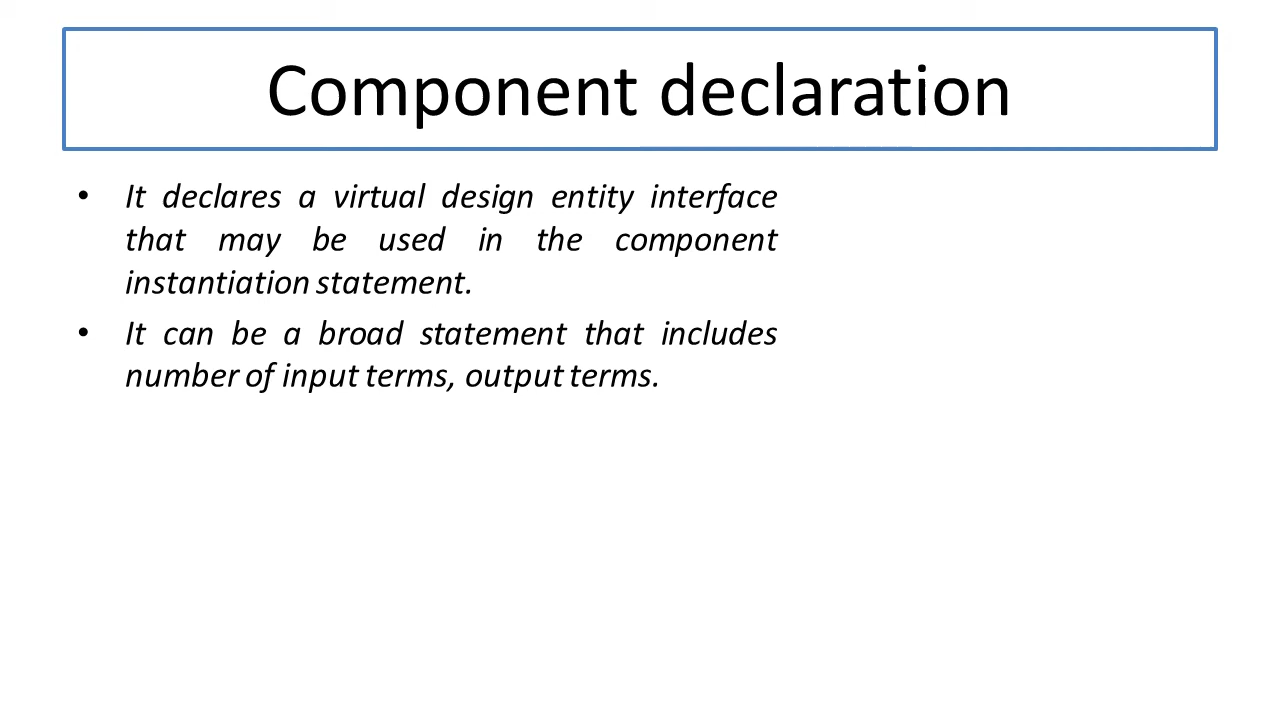 Component declaration
• It declares a virtual design entity interface
that may be used in the component
instantiation statement.
• It can be a broad statement that includes
number of input terms, output terms.